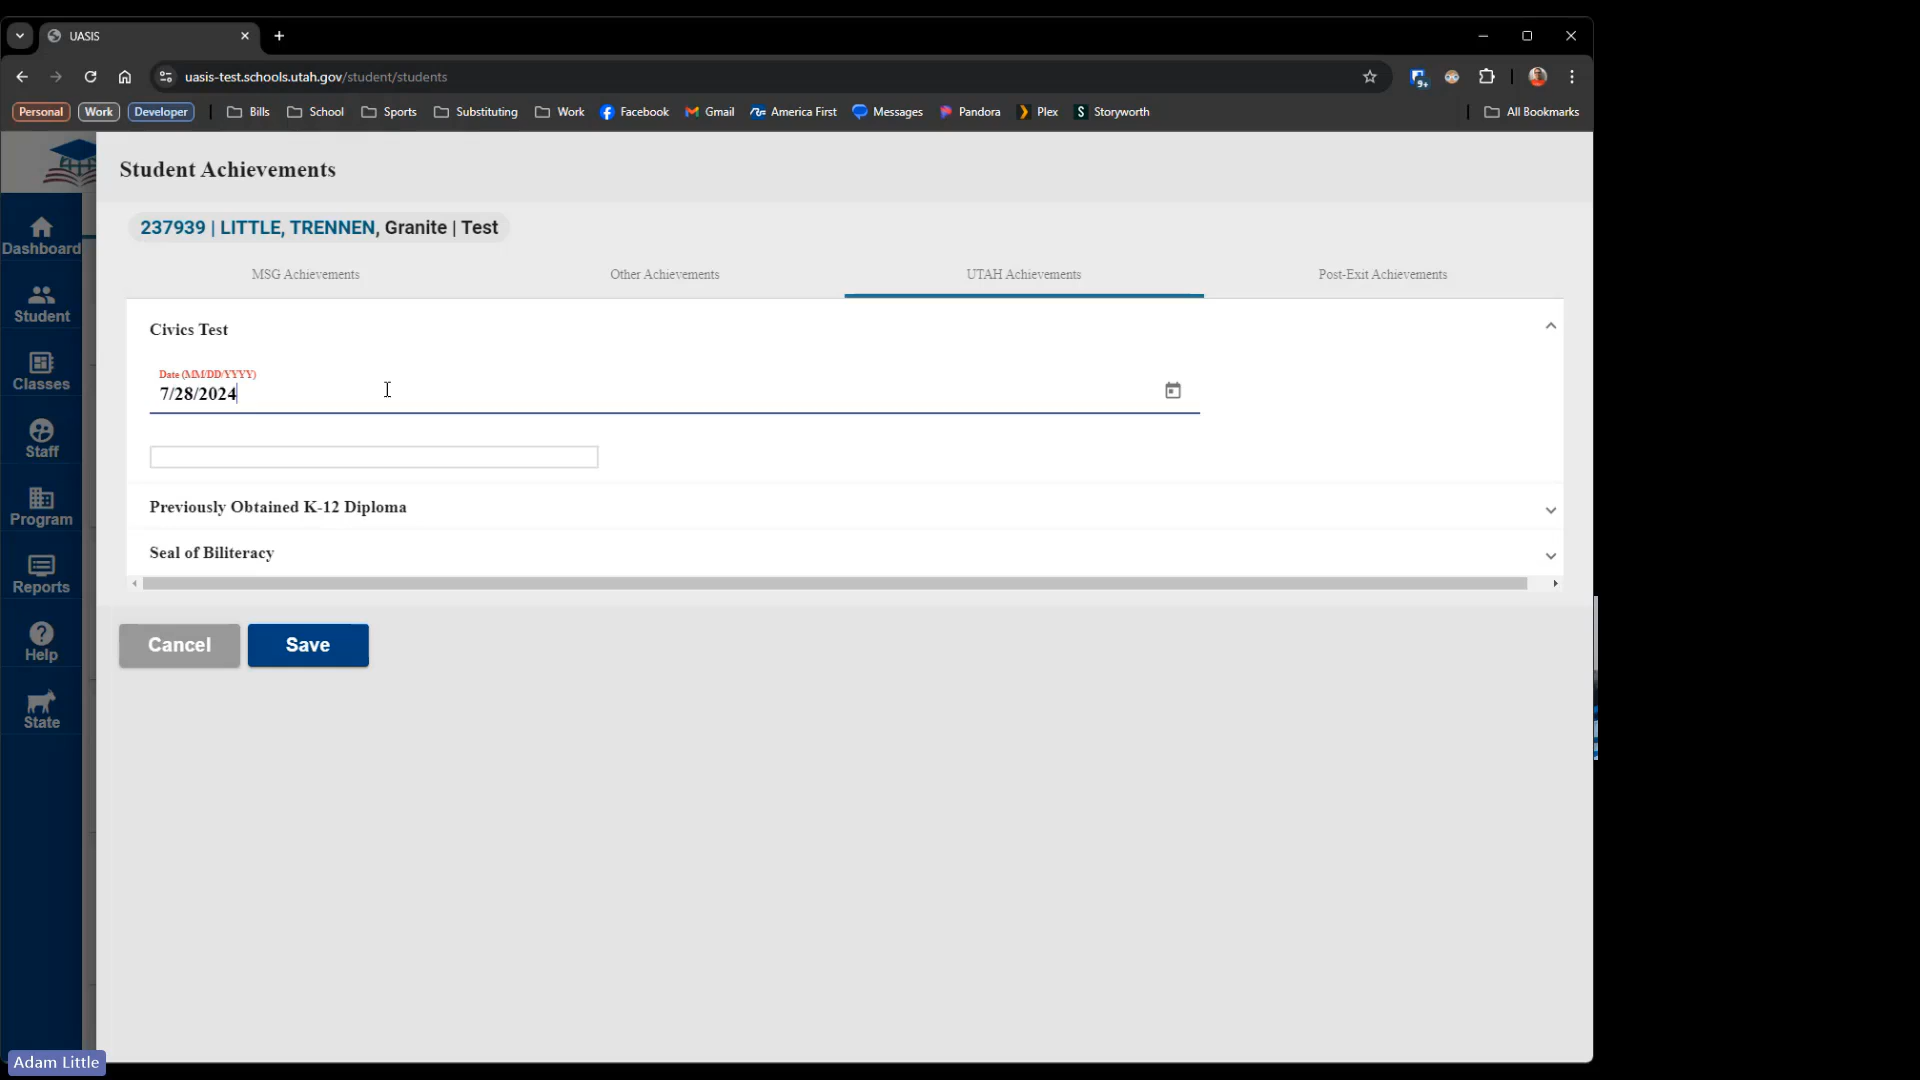 UASIS
uasis-test.schools.utah.gov/student/students
Personal Work Developer Bills School Sports Substituting Work Facebook Gmail America First Messages Pandora Plex Storyworth All Bookmarks
Student Achievements
237939 | LITTLE, TRENNEN, Granite | Test
MSG Achievements Other Achievements UTAH Achievements Post-Exit Achievements
Civics Test
Date (MM/DD/YYYY)
7/28/2024
Previously Obtained K-12 Diploma
Seal of Biliteracy
Cancel Save
Dashboard
Student
Classes
Staff
Program
Reports
Help
State
Adam Little